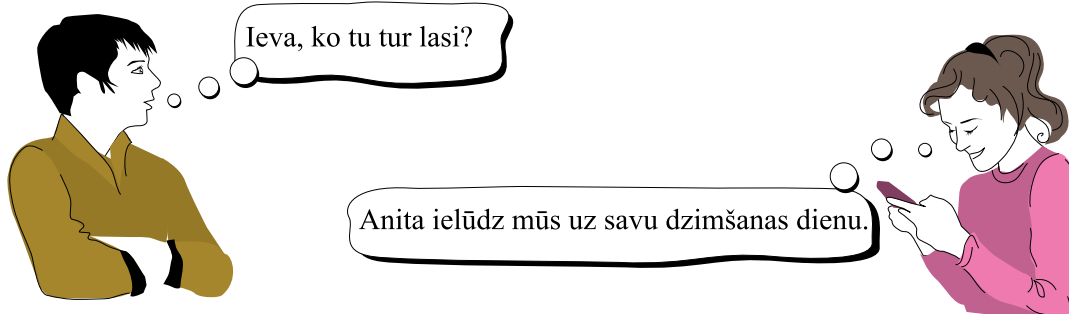 Ieva, ko tu tur lasi?
Anita ielūdz mūs uz savu dzimšanas dienu.